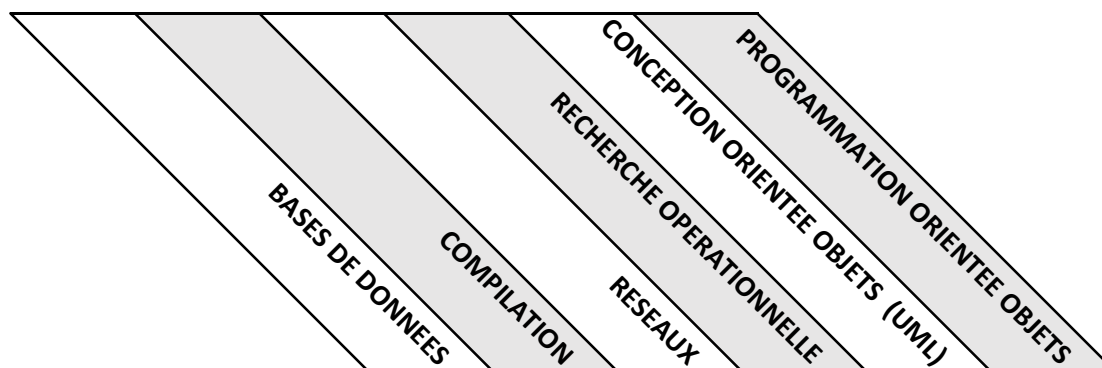 BASES DE DONNEES
COMPILATION
RESEAUX
RECHERCHE OPERATIONNELLE
CONCEPTION ORIENTEE OBJETS (UML)
PROGRAMMATION ORIENTEE OBJETS